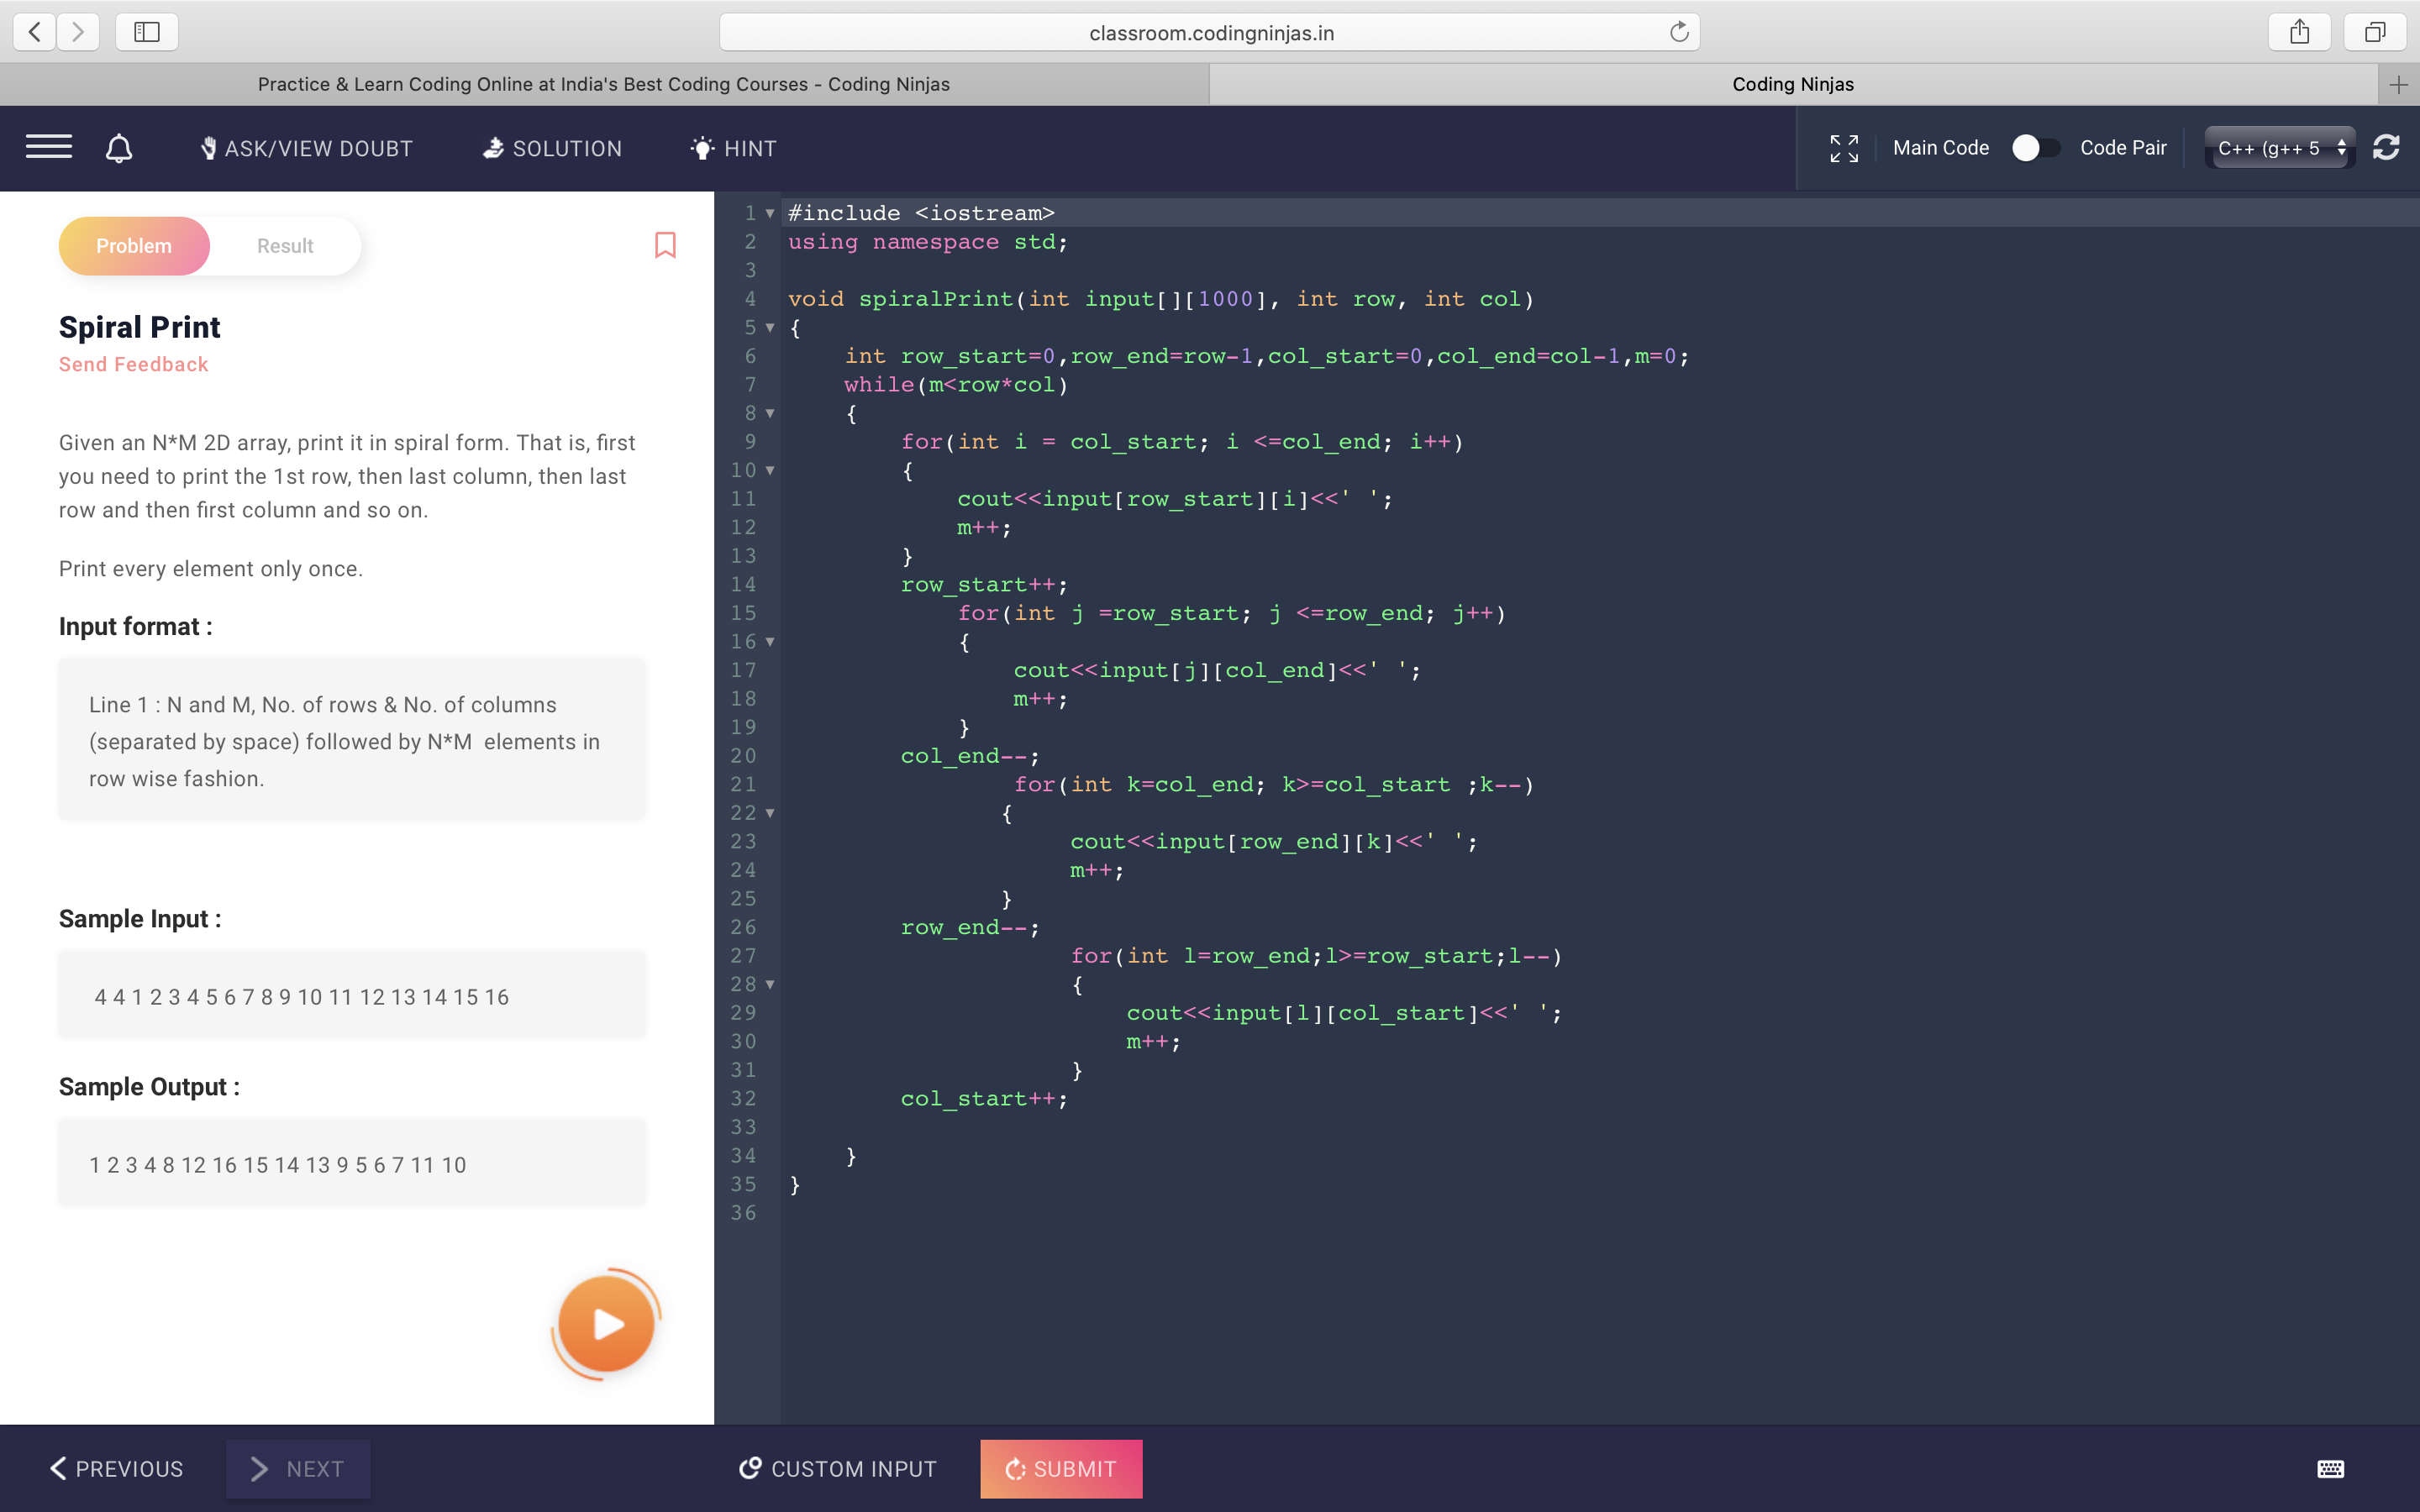 classroom.codingninjas.in
Practice & Learn Coding Online at India's Best Coding Courses - Coding Ninjas
Coding Ninjas
ASK/VIEW DOUBT
SOLUTION
HINT
Main Code
Code Pair
C++ (g++ 5
Problem
Result
Spiral Print
Send Feedback
Given an N*M 2D array, print it in spiral form. That is, first
you need to print the 1st row, then last column, then last
row and then first column and so on.
Print every element only once.
Input format :
Line 1 : N and M, No. of rows & No. of columns
(separated by space) followed by N*M  elements in
row wise fashion.
Sample Input :
4 4 1 2 3 4 5 6 7 8 9 10 11 12 13 14 15 16
Sample Output :
1 2 3 4 8 12 16 15 14 13 9 5 6 7 11 10
1 #include <iostream>
2 using namespace std;
3
4 void spiralPrint(int input[][1000], int row, int col)
5 {
6     int row_start=0,row_end=row-1,col_start=0,col_end=col-1,m=0;
7     while(m<row*col)
8     {
9         for(int i = col_start; i <=col_end; i++)
10         {
11             cout<<input[row_start][i]<<' ';
12             m++;
13         }
14         row_start++;
15             for(int j =row_start; j <=row_end; j++)
16             {
17                 cout<<input[j][col_end]<<' ';
18                 m++;
19             }
20         col_end--;
21                 for(int k=col_end; k>=col_start ;k--)
22                {
23                     cout<<input[row_end][k]<<' ';
24                     m++;
25                }
26         row_end--;
27                     for(int l=row_end;l>=row_start;l--)
28                     {
29                         cout<<input[l][col_start]<<' ';
30                         m++;
31                     }
32         col_start++;
33
34     }
35 }
36
PREVIOUS
NEXT
CUSTOM INPUT
SUBMIT